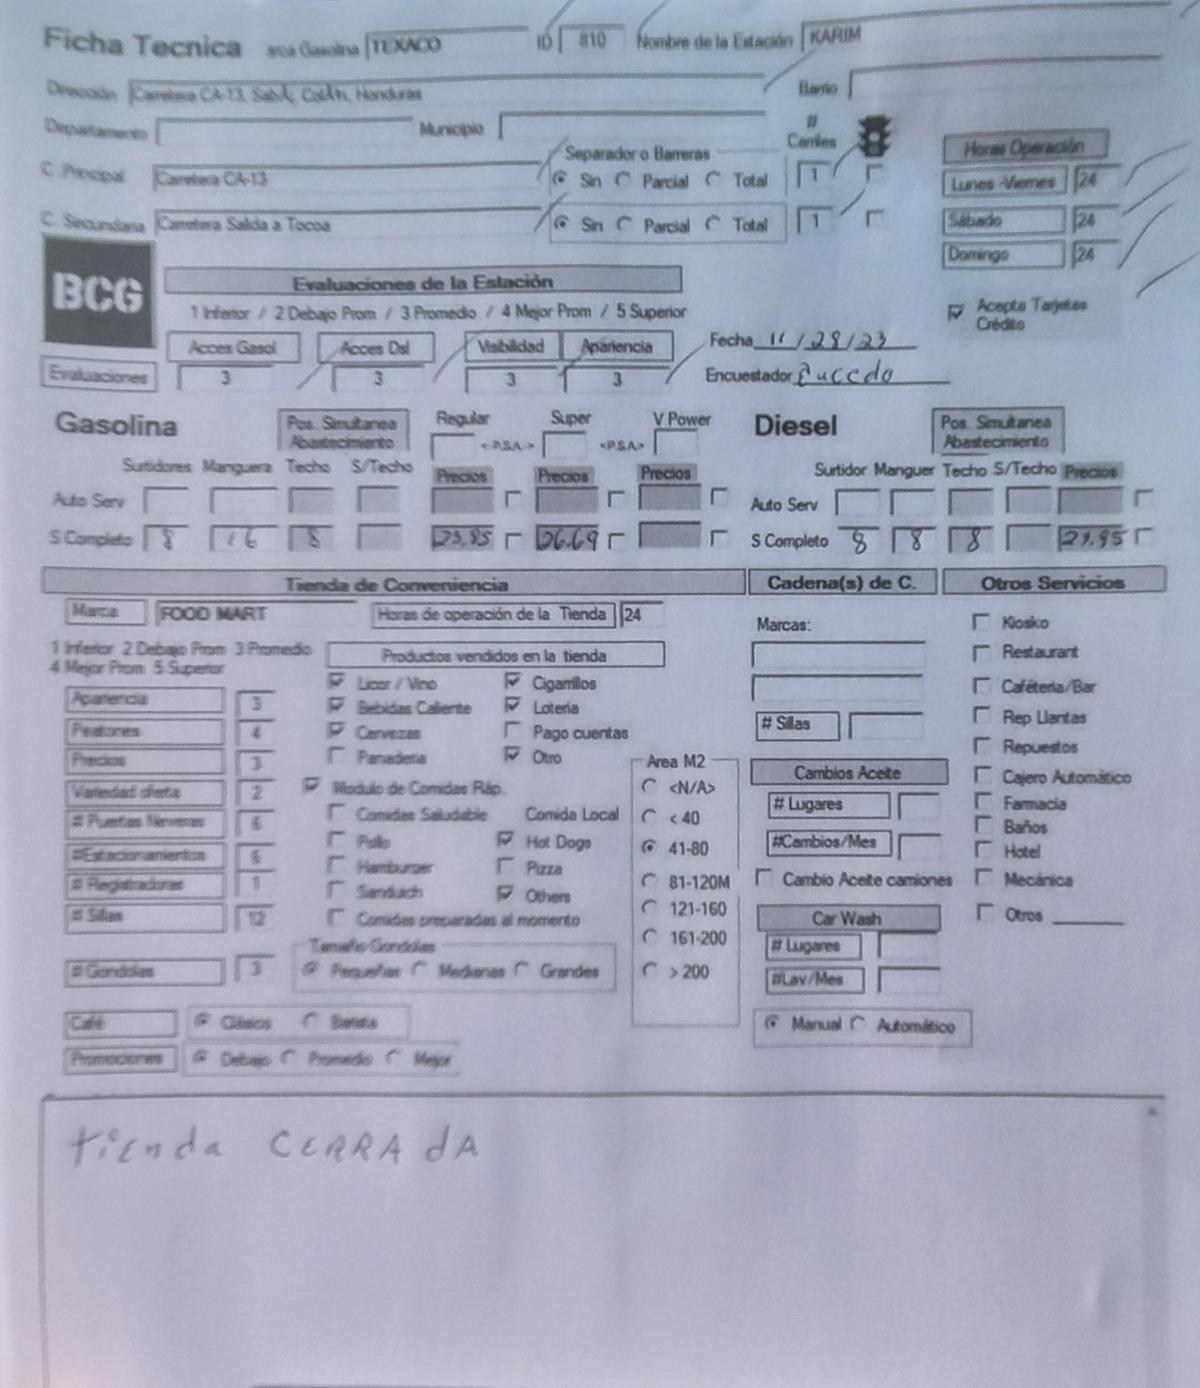 Ficha Tecnica arca Gasolina TEXACO ID 810 Nombre de la Estación KARIM
Dirección Carretera CA-13, SabÁ, ColÁn, Honduras Barrio
Departamento Municipio # Carriles
C. Principal Carretera CA-13 Separador o Barreras Sin Parcial Total 1
C. Secundaria Carretera Salida a Tocoa Sin Parcial Total 1
Horas Operación
Lunes -Viernes 24
Sábado 24
Domingo 24
Acepta Tarjetas Crédito
BCG
Evaluaciones de la Estación
1 Inferior / 2 Debajo Prom / 3 Promedio / 4 Mejor Prom / 5 Superior
Acces Gasol Acces Dsl Visibilidad Apariencia
Evaluaciones 3 3 3 3
Fecha 11/28/23
Encuestador
Gasolina Pos. Simultanea Abastecimiento Regular <-P.S.A-> Super <P.S.A> V Power
Surtidores Manguera Techo S/Techo Precios Precios Precios
Auto Serv
S Completo 8 16 8 26.69
Diesel Pos. Simultanea Abastecimiento
Surtidor Manguer Techo S/Techo Precios
Auto Serv
S Completo 8 8 8
Tienda de Conveniencia
Marca FOOD MART Horas de operación de la Tienda 24
1 Inferior 2 Debajo Prom 3 Promedio
4 Mejor Prom 5 Superior
Apariencia 3
Peatones 4
Precios 3
Variedad oferta 2
# Puertas Neveras 6
#Estacionamientos 6
# Registradoras 1
# Sillas 12
# Gondolas 3
Productos vendidos en la tienda
Licor / Vino Cigarrillos
Bebidas Caliente Loteria
Cervezas Pago cuentas
Panaderia Otro
Modulo de Comidas Ráp.
Comidas Saludable Comida Local
Pollo Hot Dogs
Hamburger Pizza
Sanduich Others
Comidas preparadas al momento
Tamaño Gondolas
Pequeñas Medianas Grandes
Area M2
<N/A>
< 40
41-80
81-120M
121-160
161-200
> 200
Café Clásicos Barista
Promociones Debajo Promedio Mejor
Cadena(s) de C.
Marcas:
# Sillas
Cambios Aceite
# Lugares
#Cambios/Mes
Cambio Aceite camiones
Car Wash
# Lugares
#Lav/Mes
Manual Automático
Otros Servicios
Kiosko
Restaurant
Caféteria/Bar
Rep Llantas
Repuestos
Cajero Automático
Farmacia
Baños
Hotel
Mecánica
Otros
tiEnda CERRAdA